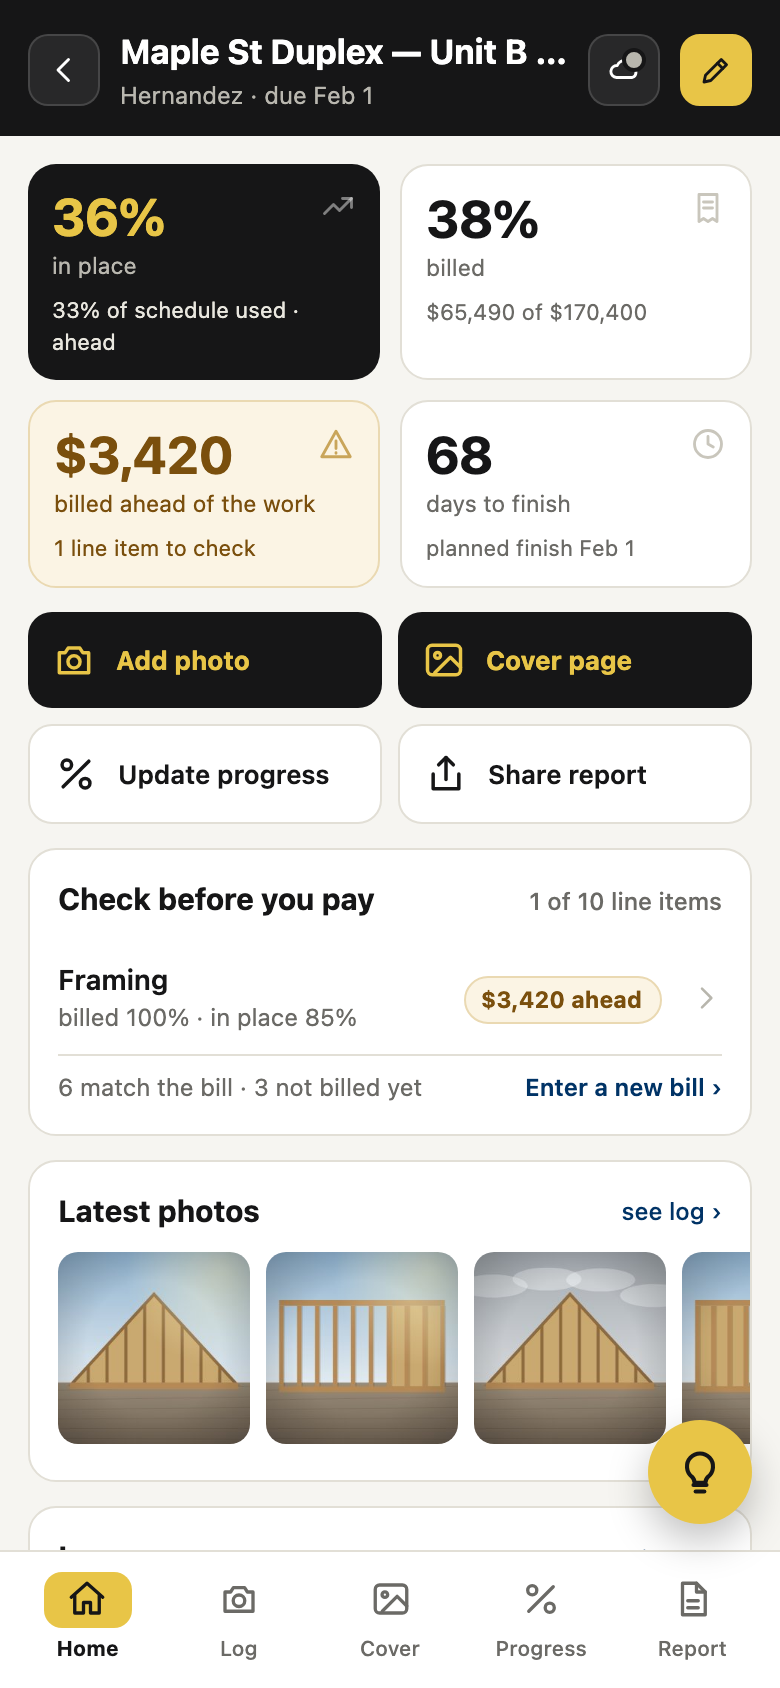 Maple St Duplex — Unit B ...
Hernandez · due Feb 1
36%
in place
33% of schedule used ·
ahead
38%
billed
$65,490 of $170,400
$3,420
billed ahead of the work
1 line item to check
68
days to finish
planned finish Feb 1
Add photo
Cover page
Update progress
Share report
Check before you pay
1 of 10 line items
Framing
billed 100% · in place 85%
$3,420 ahead
6 match the bill · 3 not billed yet
Enter a new bill ›
Latest photos
see log ›
Home
Log
Cover
Progress
Report